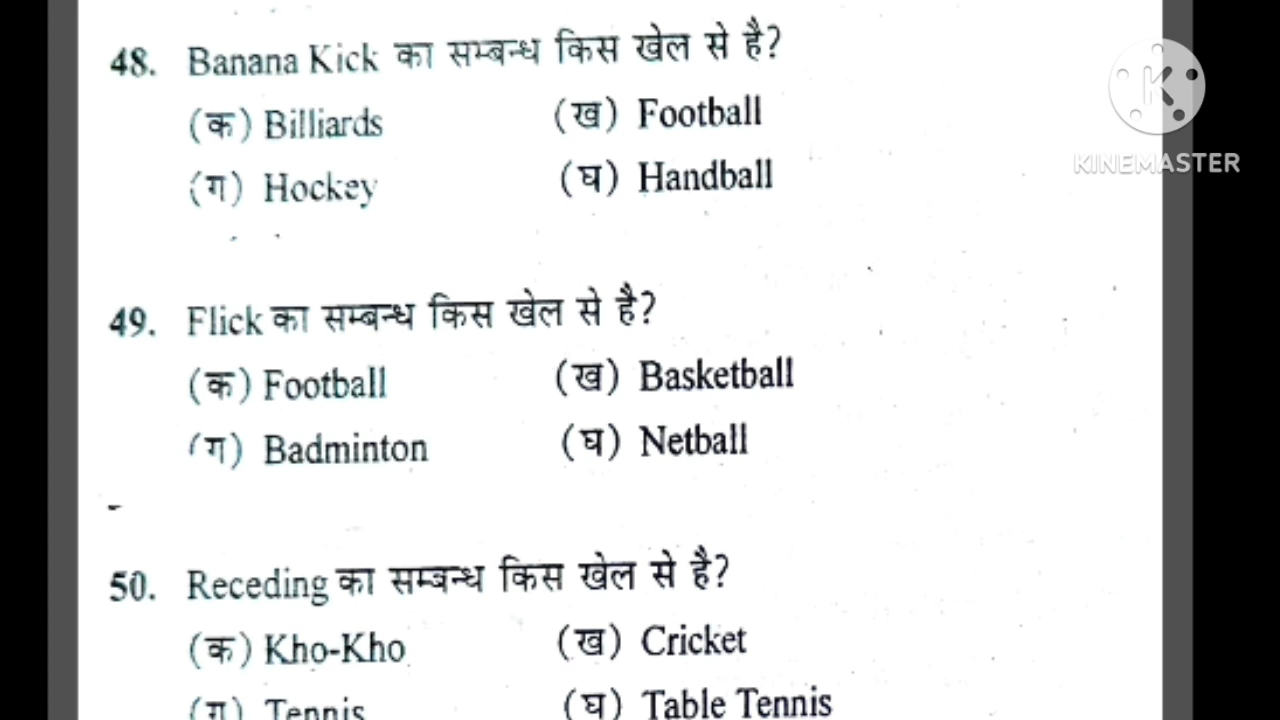 48. Banana Kick का सम्बन्ध किस खेल से है?
(क) Billiards (ख) Football
(ग) Hockey (घ) Handball
KINEMASTER
49. Flick का सम्बन्ध किस खेल से है?
(क) Football (ख) Basketball
(ग) Badminton (घ) Netball
50. Receding का सम्बन्ध किस खेल से है?
(क) Kho-Kho (ख) Cricket
(ग) Tennis (घ) Table Tennis